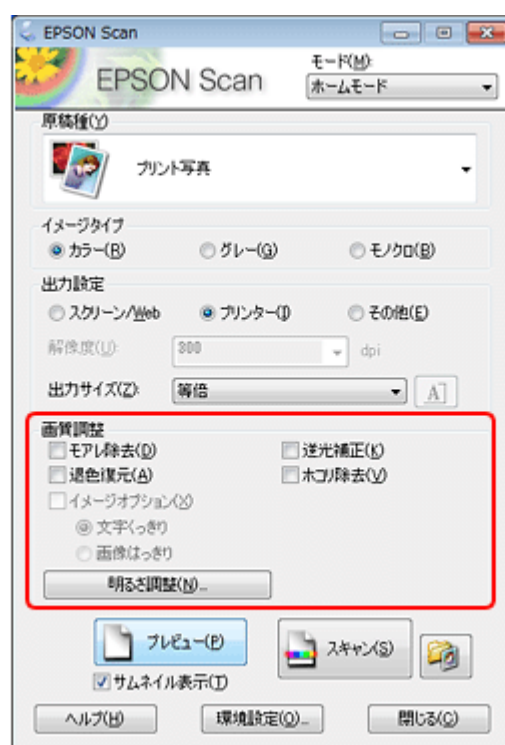 EPSON Scan
EPSON Scan
モード(M):
ホームモード
原稿種(Y)
プリント写真
イメージタイプ
カラー(R) グレー(G) モノクロ(B)
出力設定
スクリーン/Web プリンター(I) その他(E)
解像度(U): 300 dpi
出力サイズ(Z): 等倍 A
画質調整
モアレ除去(D) 逆光補正(K)
退色復元(A) ホコリ除去(V)
イメージオプション(X)
文字くっきり
画像はっきり
明るさ調整(N)...
プレビュー(P) スキャン(S)
サムネイル表示(T)
ヘルプ(H) 環境設定(O)... 閉じる(C)